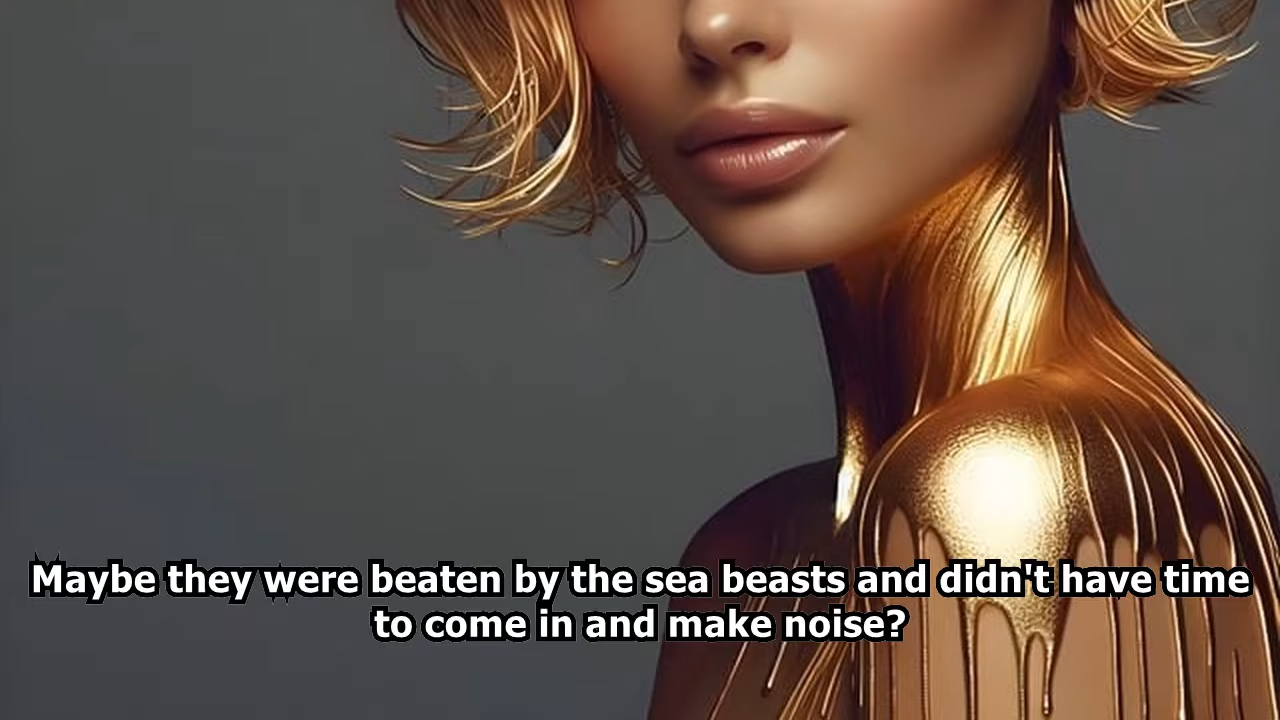 Maybe they were beaten by the sea beasts and didn't have time
to come in and make noise?